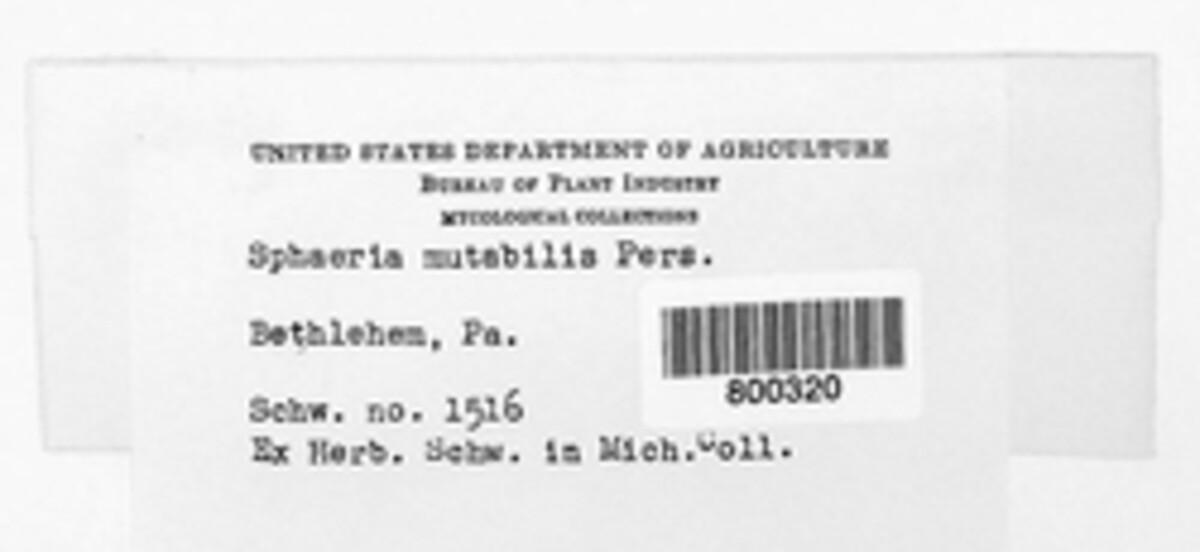 UNITED STATES DEPARTMENT OF AGRICULTURE
BUREAU OF PLANT INDUSTRY
MYCOLOGICAL COLLECTIONS
Sphaeria mutabilis Pers.
Bethlehem, Pa.
800320
Schw. no. 1516
Ex Herb. Schw. in Mich.Coll.